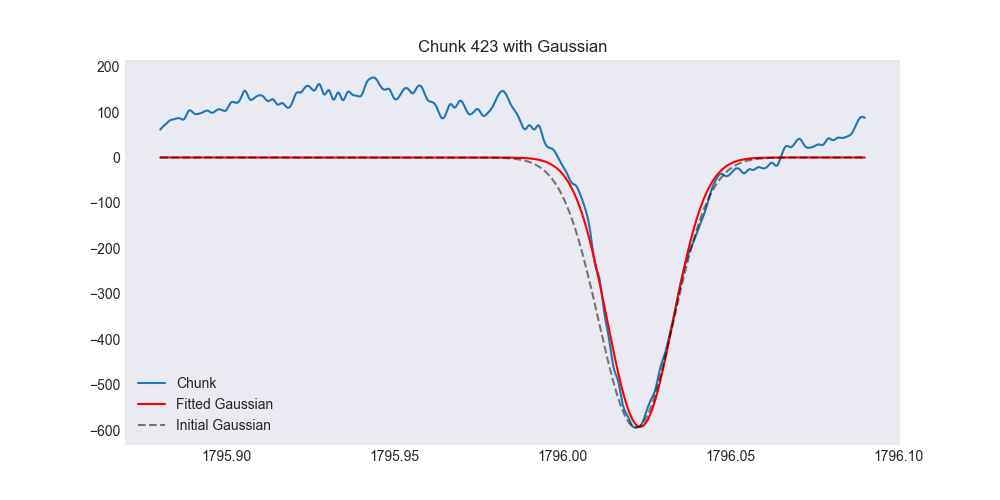 Chunk 423 with Gaussian
200
100
0
−100
−200
−300
−400
−500
−600
Chunk
Fitted Gaussian
Initial Gaussian
1795.90 1795.95 1796.00 1796.05 1796.10